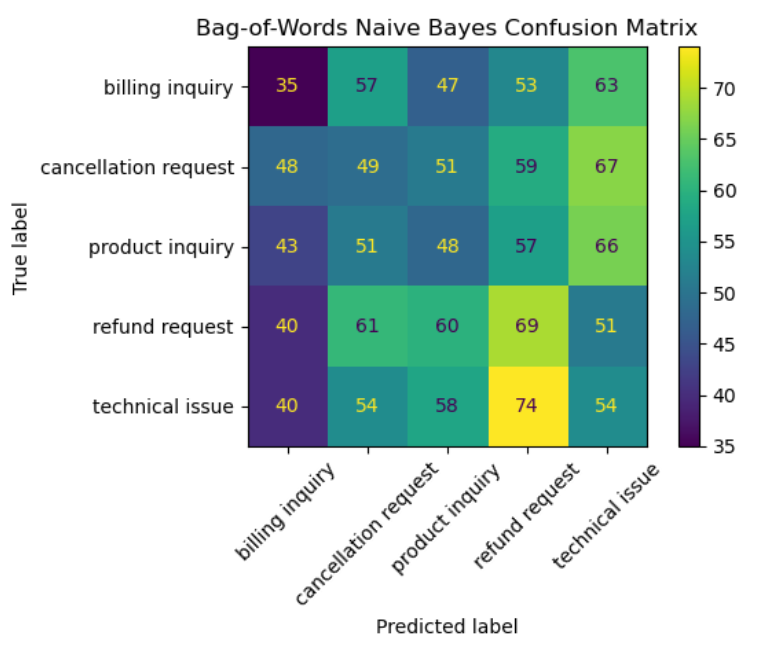 Bag-of-Words Naive Bayes Confusion Matrix
True label
billing inquiry 35 57 47 53 63
cancellation request 48 49 51 59 67
product inquiry 43 51 48 57 66
refund request 40 61 60 69 51
technical issue 40 54 58 74 54
billing inquiry
cancellation request
product inquiry
refund request
technical issue
Predicted label
70
65
60
55
50
45
40
35